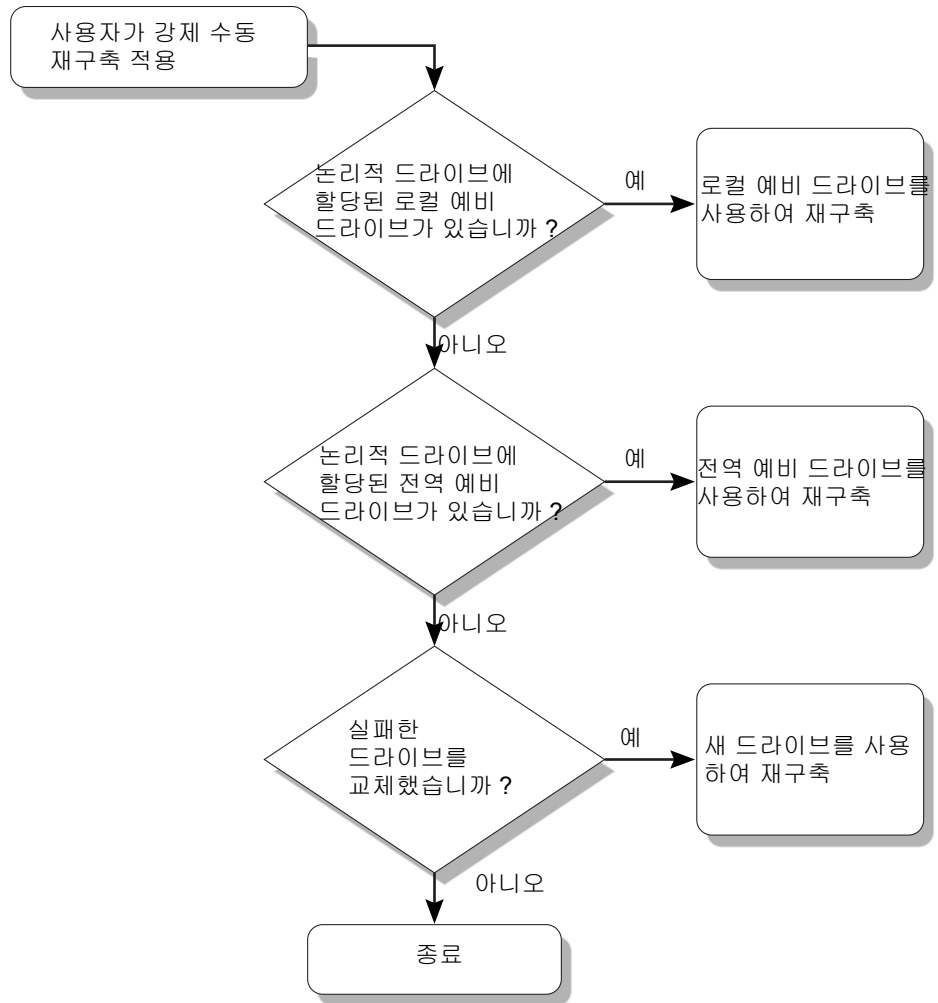 사용자가 강제 수동
재구축 적용
논리적 드라이브에
할당된 로컬 예비
드라이브가 있습니까 ?
예
로컬 예비 드라이브를
사용하여 재구축
아니오
논리적 드라이브에
할당된 전역 예비
드라이브가 있습니까 ?
예
전역 예비 드라이브를
사용하여 재구축
아니오
실패한
드라이브를
교체했습니까 ?
예
새 드라이브를 사용
하여 재구축
아니오
종료